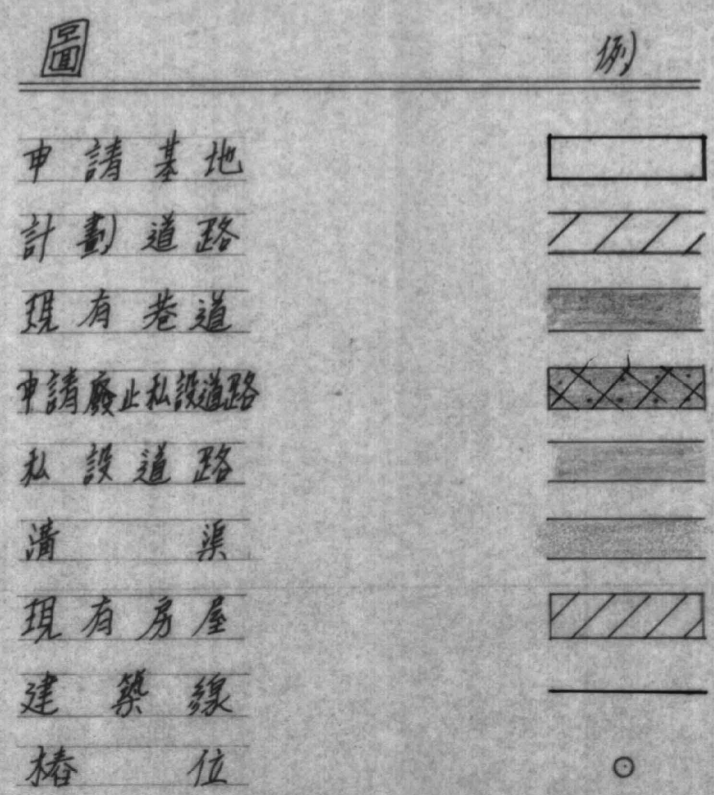 圖 例
申請基地
計劃道路
現有巷道
申請廢止私設道路
私設道路
溝渠
現有房屋
建築線
樁位